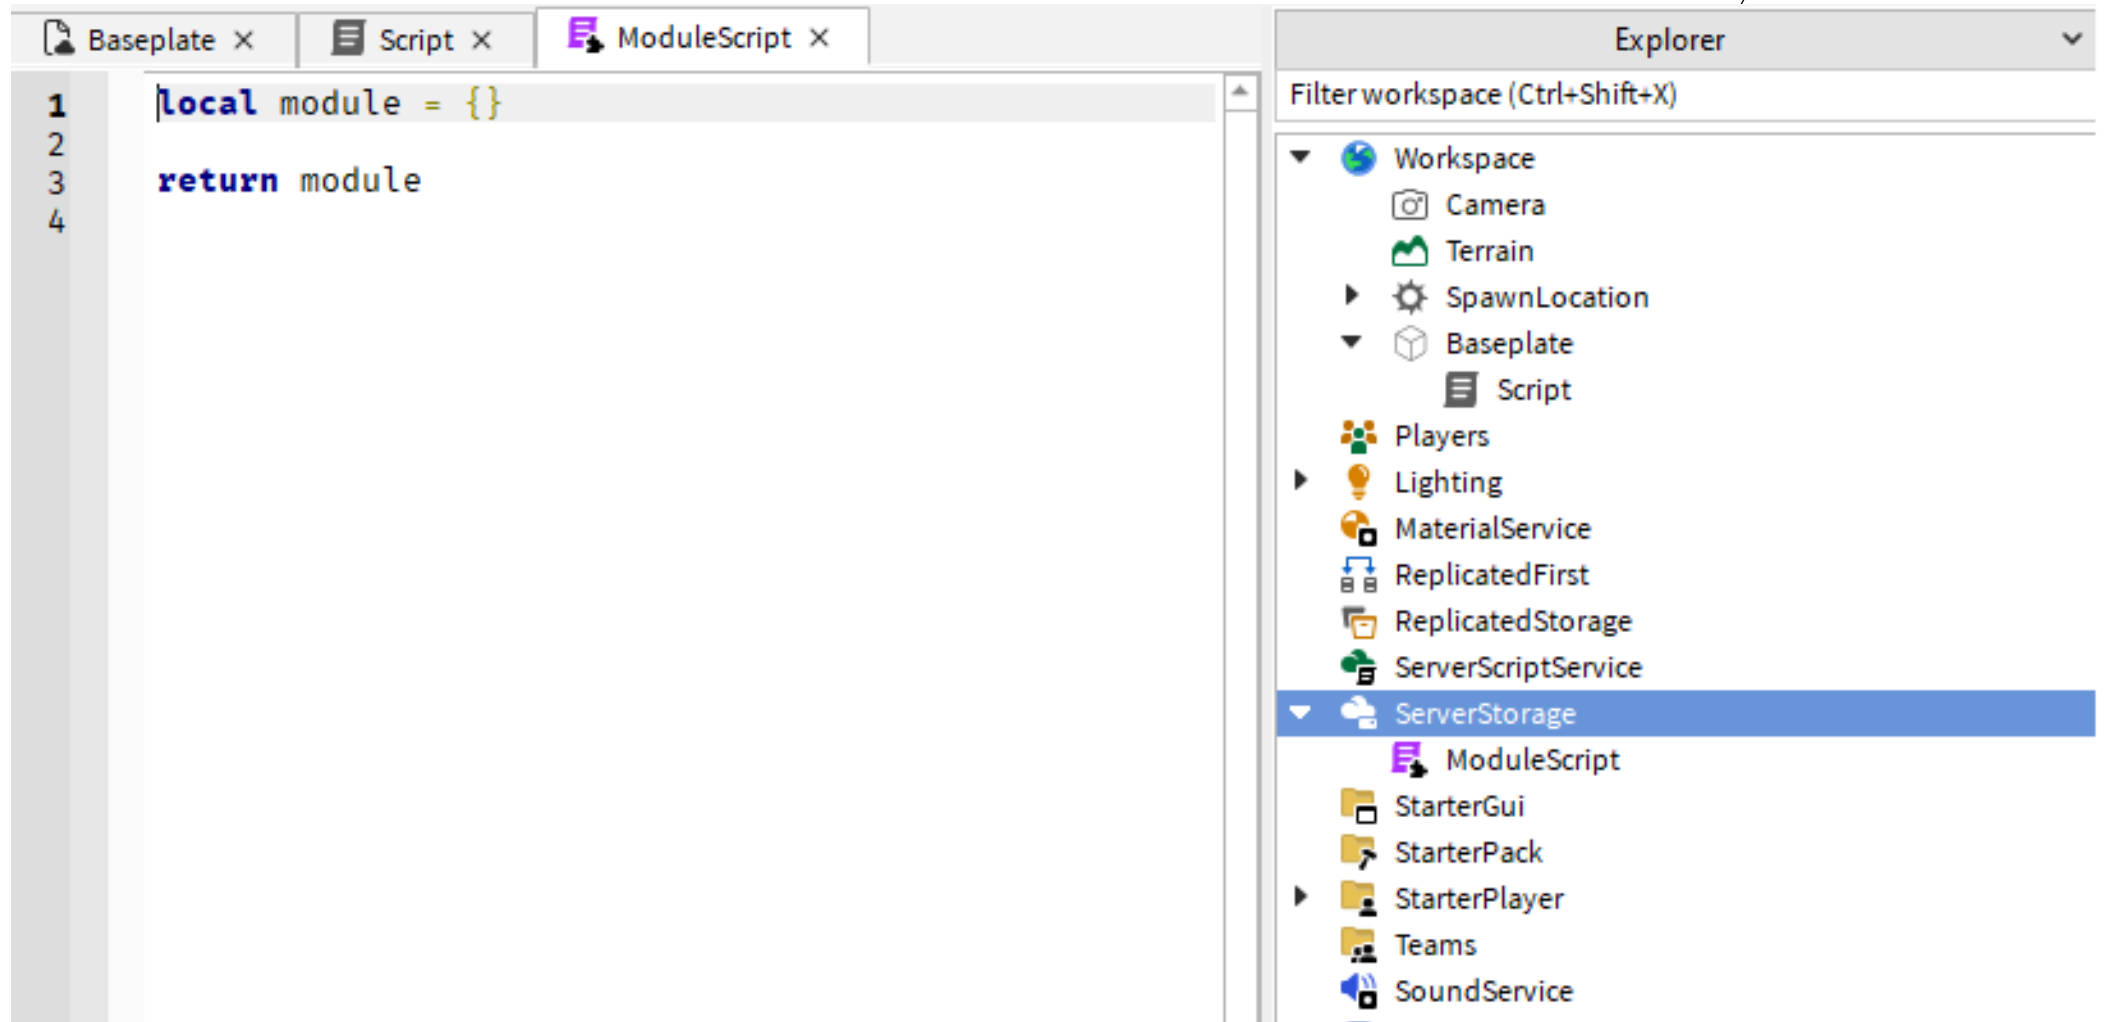 Baseplate Script ModuleScript
1 local module = {}
2
3 return module
4
Explorer
Filter workspace (Ctrl+Shift+X)
Workspace
Camera
Terrain
SpawnLocation
Baseplate
Script
Players
Lighting
MaterialService
ReplicatedFirst
ReplicatedStorage
ServerScriptService
ServerStorage
ModuleScript
StarterGui
StarterPack
StarterPlayer
Teams
SoundService